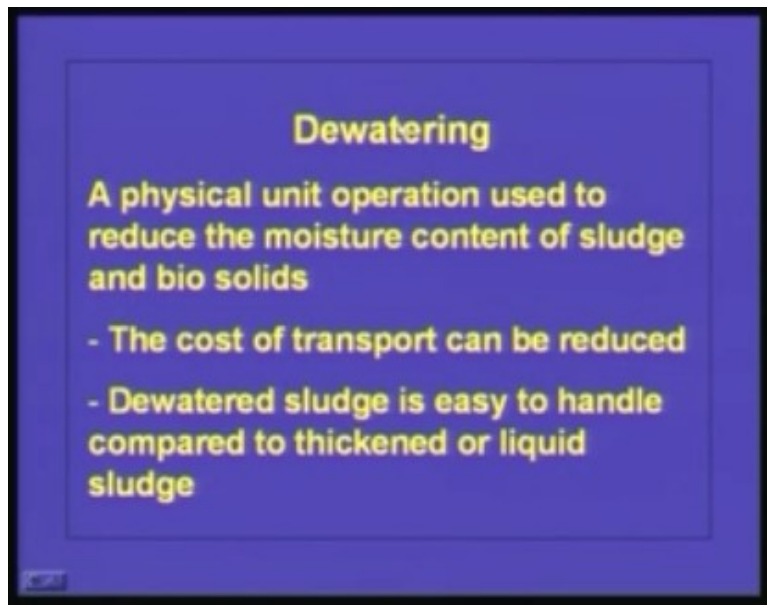 Dewatering
A physical unit operation used to
reduce the moisture content of sludge
and bio solids
- The cost of transport can be reduced
- Dewatered sludge is easy to handle
compared to thickened or liquid
sludge